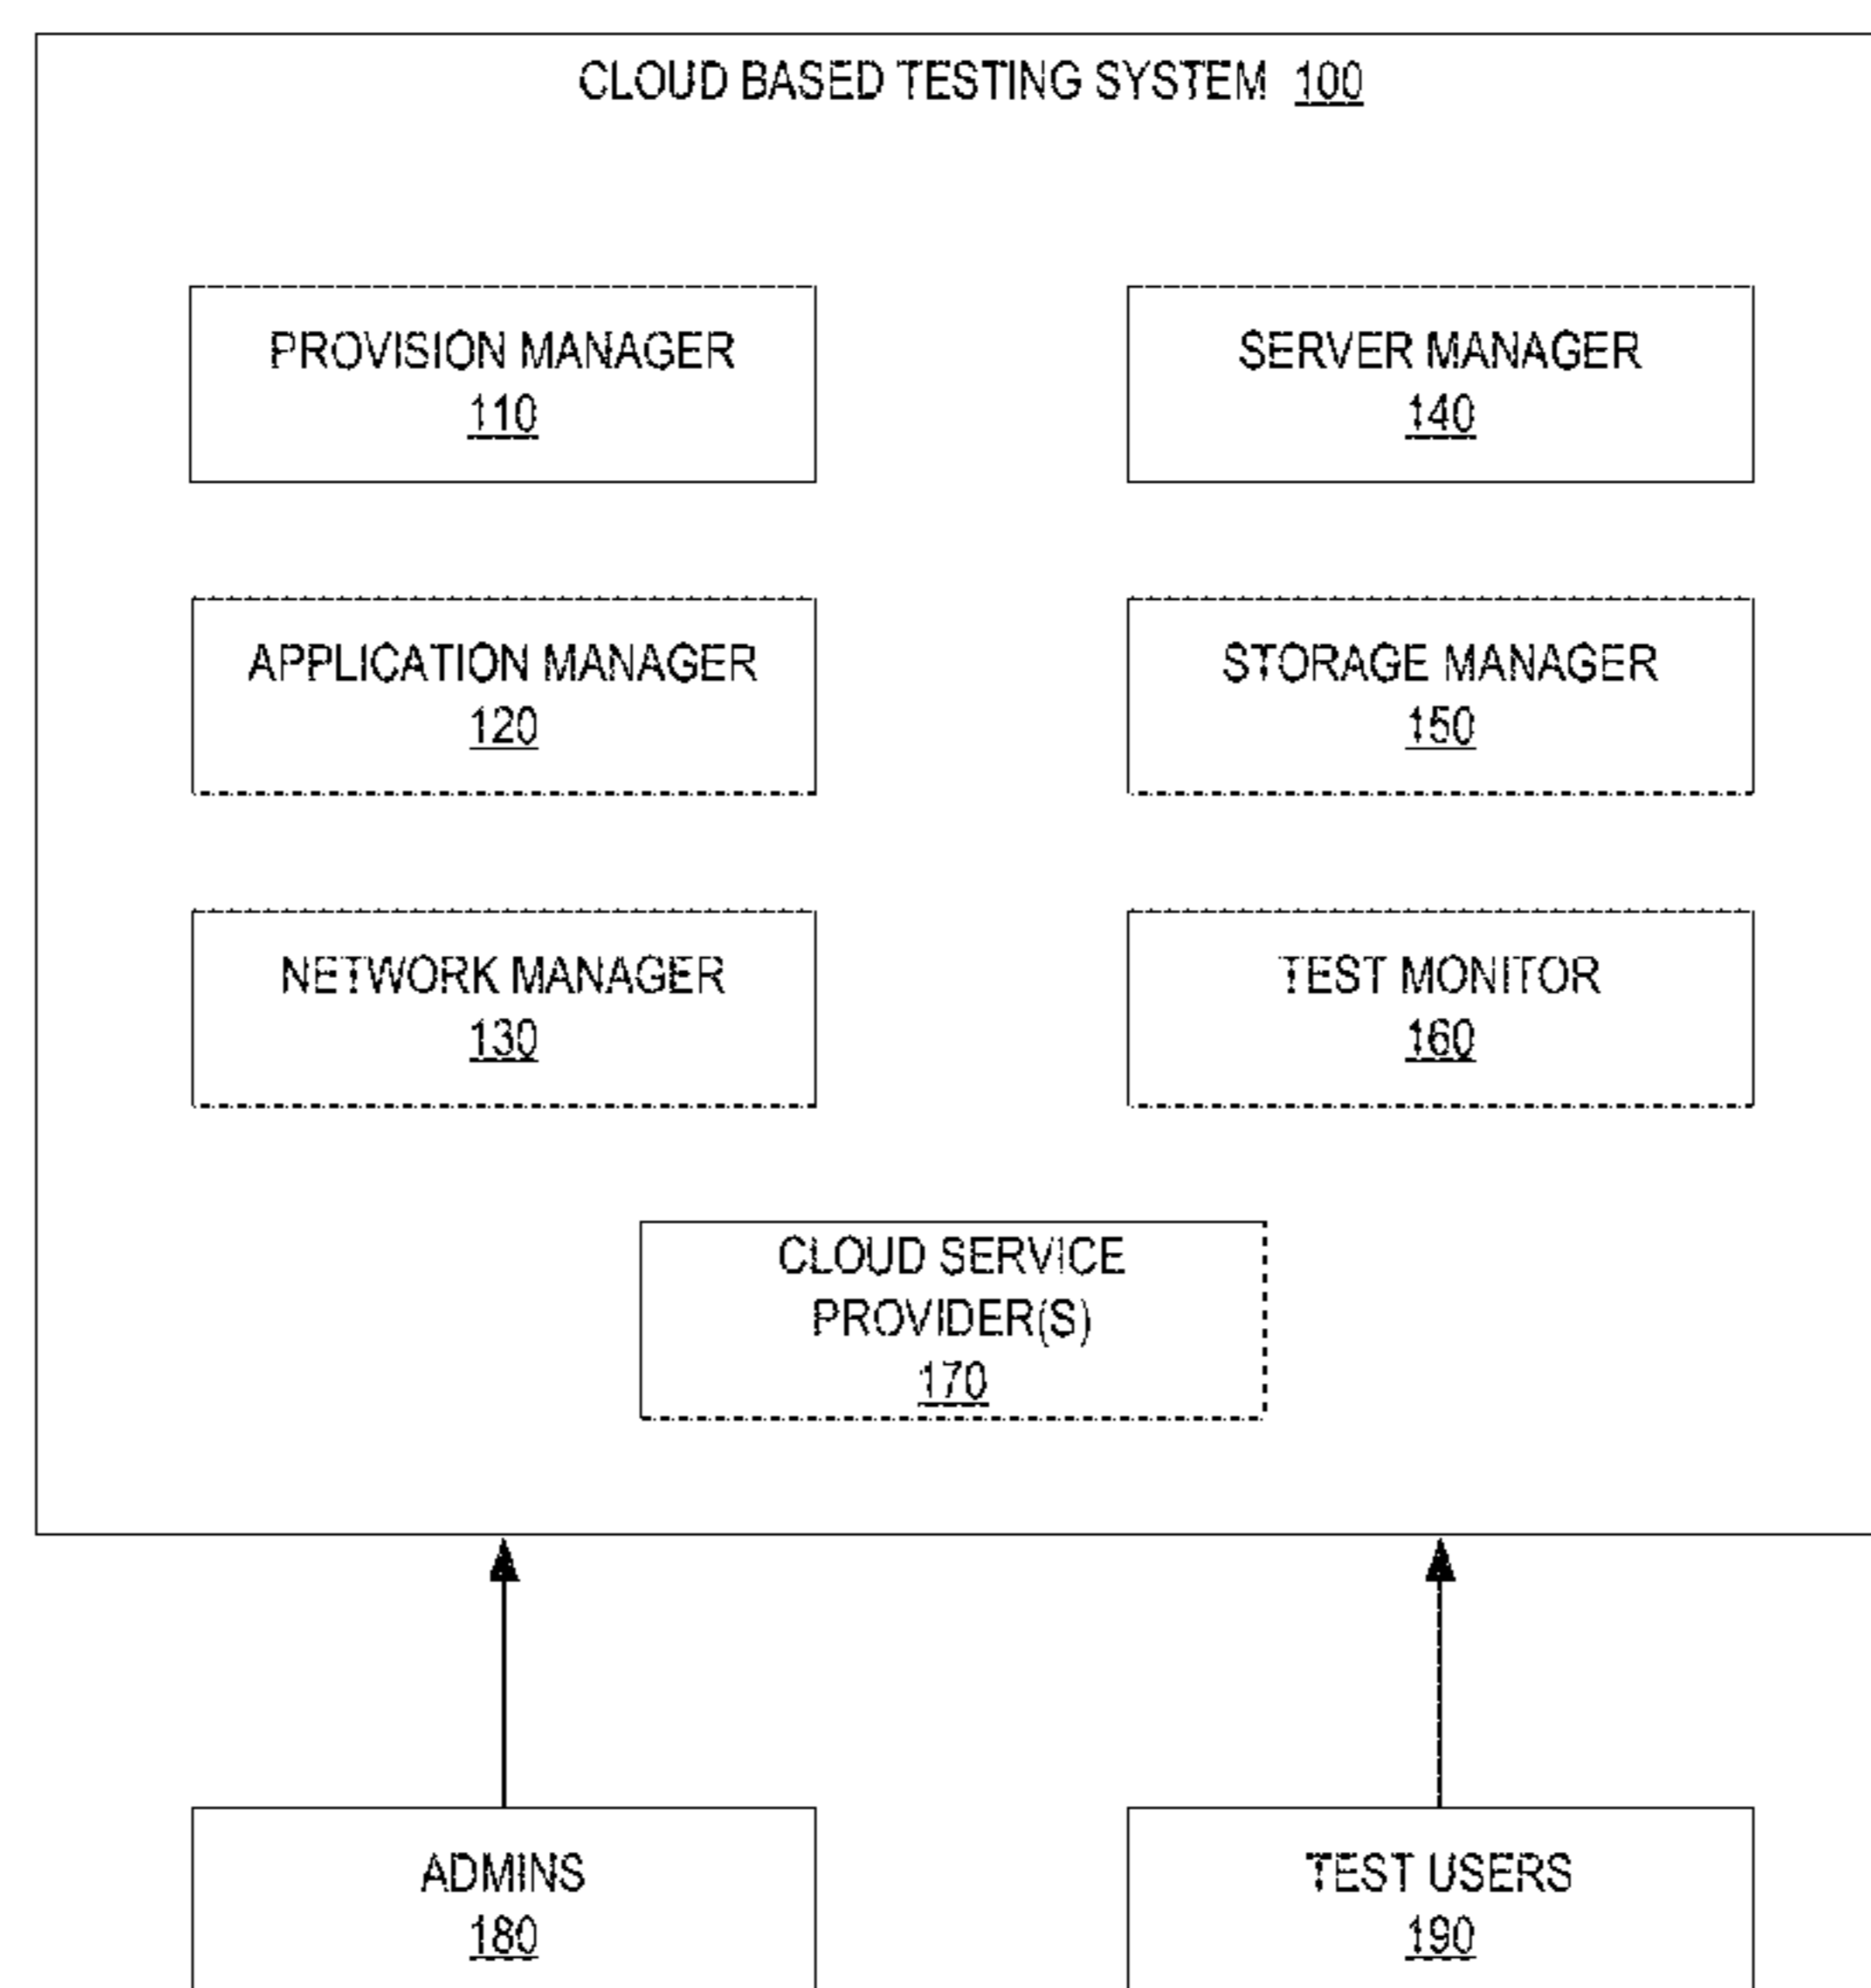 CLOUD BASED TESTING SYSTEM 100
PROVISION MANAGER
110
SERVER MANAGER
140
APPLICATION MANAGER
120
STORAGE MANAGER
150
NETWORK MANAGER
130
TEST MONITOR
160
CLOUD SERVICE
PROVIDER(S)
170
ADMINS
180
TEST USERS
190